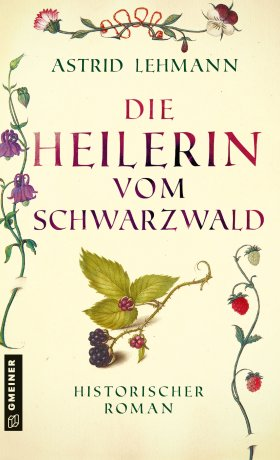 ASTRID LEHMANN
DIE
HEILERIN
VOM
SCHWARZWALD
HISTORISCHER
ROMAN
GMEINER